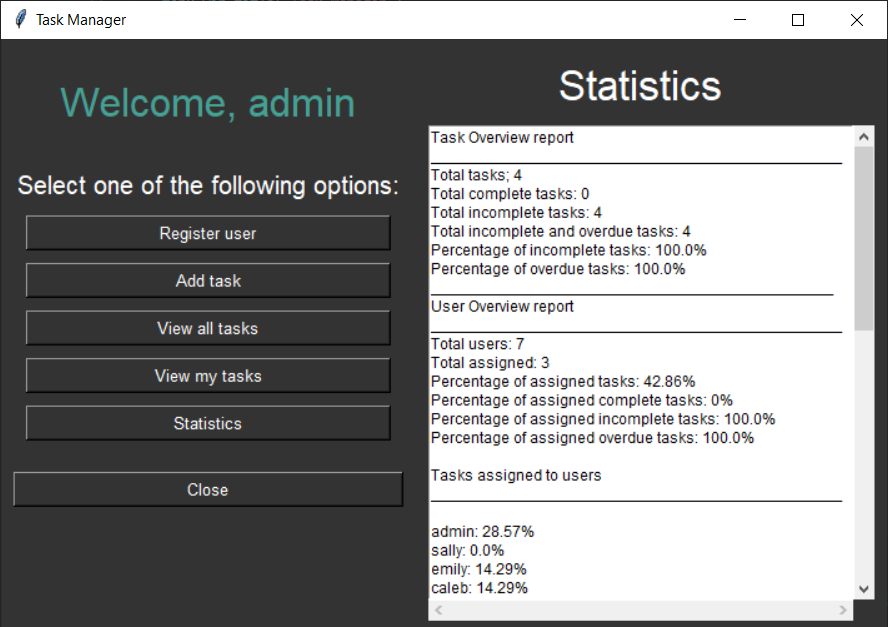 Task Manager
Welcome, admin
Select one of the following options:
Register user
Add task
View all tasks
View my tasks
Statistics
Close
Statistics
Task Overview report
Total tasks; 4
Total complete tasks: 0
Total incomplete tasks: 4
Total incomplete and overdue tasks: 4
Percentage of incomplete tasks: 100.0%
Percentage of overdue tasks: 100.0%
User Overview report
Total users: 7
Total assigned: 3
Percentage of assigned tasks: 42.86%
Percentage of assigned complete tasks: 0%
Percentage of assigned incomplete tasks: 100.0%
Percentage of assigned overdue tasks: 100.0%
Tasks assigned to users
admin: 28.57%
sally: 0.0%
emily: 14.29%
caleb: 14.29%